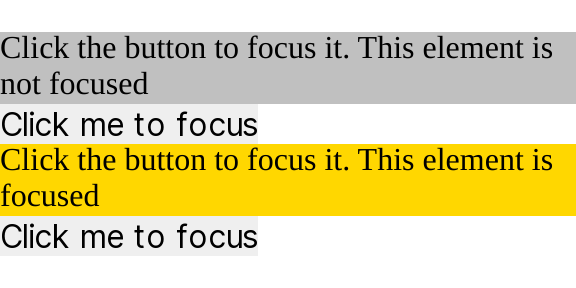 Click the button to focus it. This element is
not focused
Click me to focus
Click the button to focus it. This element is
focused
Click me to focus